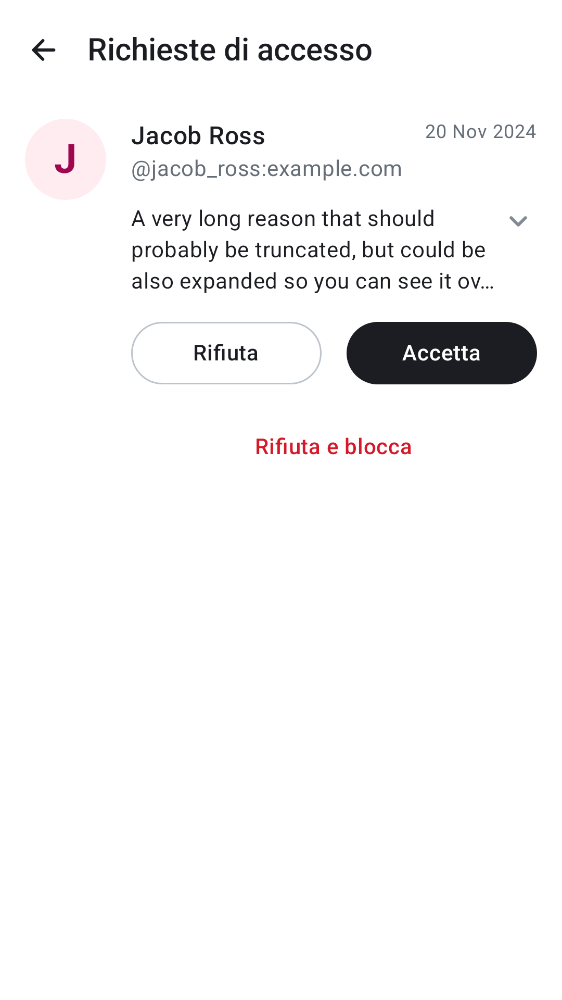 Richieste di accesso
J
Jacob Ross
20 Nov 2024
@jacob_ross:example.com
A very long reason that should
probably be truncated, but could be
also expanded so you can see it ov…
Rifiuta
Accetta
Rifiuta e blocca